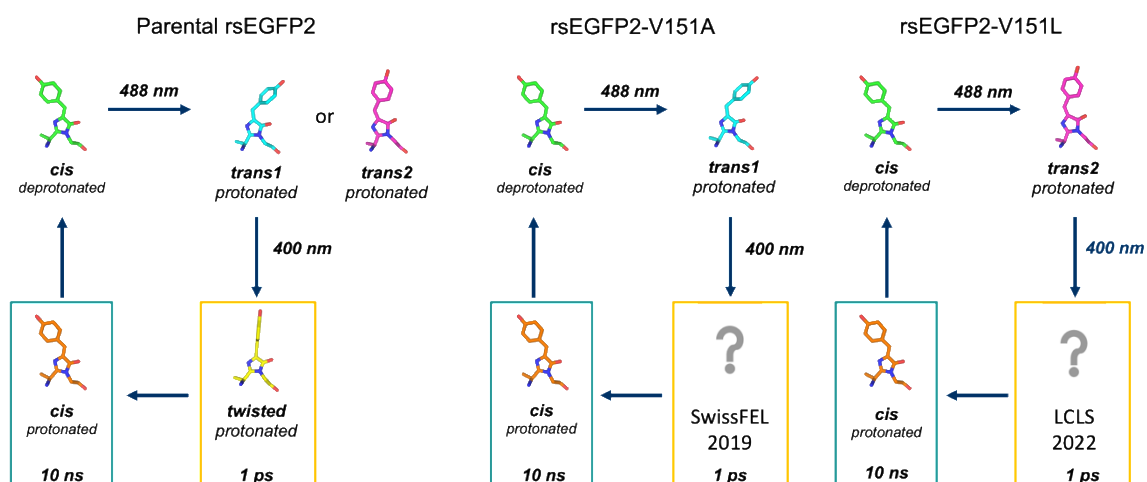 Parental rsEGFP2
488 nm
or
cis
deprotonated
trans1
protonated
trans2
protonated
400 nm
cis
protonated
10 ns
twisted
protonated
1 ps
rsEGFP2-V151A
488 nm
cis
deprotonated
trans1
protonated
400 nm
cis
protonated
10 ns
?
SwissFEL
2019
1 ps
rsEGFP2-V151L
488 nm
cis
deprotonated
trans2
protonated
400 nm
cis
protonated
10 ns
?
LCLS
2022
1 ps